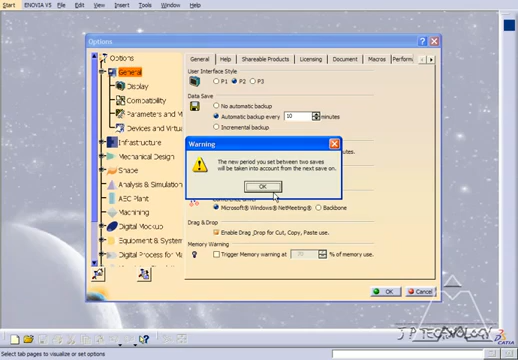 Start ENOVIA V5 File Edit View Insert Tools Window Help
Options
Options
General
Display
Compatibility
Parameters and M
Devices and Virtua
Infrastructure
Mechanical Design
Shape
Analysis & Simulation
AEC Plant
Machining
Digital Mockup
Equipment & System
Digital Process for Ma
General Help Shareable Products Licensing Document Macros Perform
User Interface Style
P1 P2 P3
Data Save
No automatic backup
Automatic backup every 10 minutes
Incremental backup
Warning
The new period you set between two saves
will be taken into account from the next save on.
OK
utes.
Microsoft® Windows® NetMeeting® Backbone
Drag & Drop
Enable Drag & Drop for Cut, Copy, Paste use.
Memory Warning
Trigger Memory warning at 70 % of memory use.
OK Cancel
J P TECHNOLOGY
CATIA
Select tab pages to visualize or set options